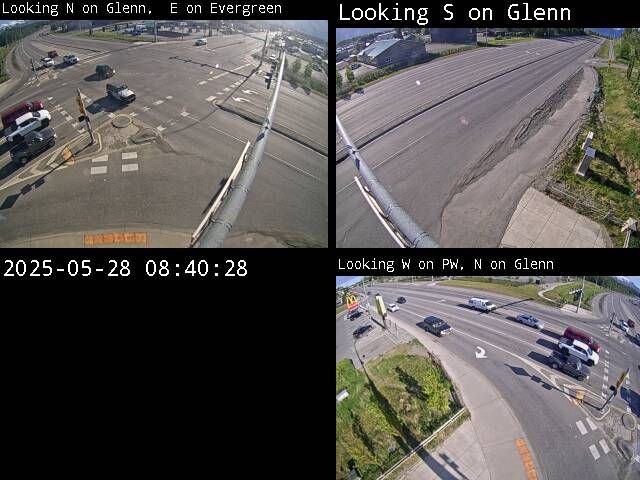 Looking N on Glenn,  E on Evergreen
Looking S on Glenn
2025-05-28 08:40:28
Looking W on PW, N on Glenn